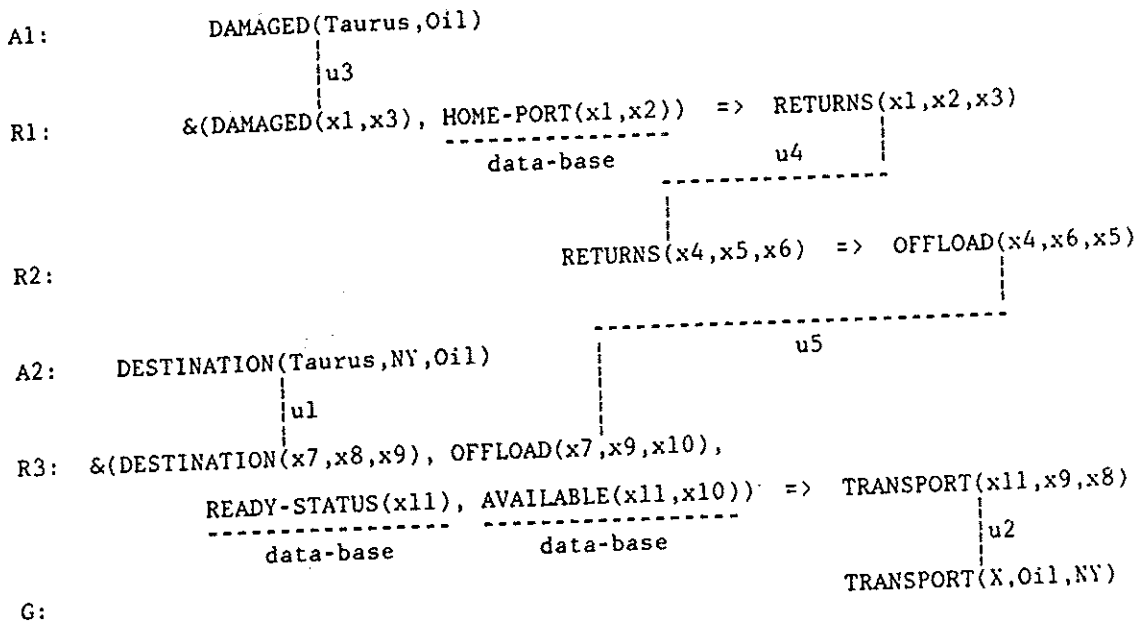 A1: DAMAGED(Taurus,Oil)
u3
R1: &(DAMAGED(x1,x3), HOME-PORT(x1,x2)) => RETURNS(x1,x2,x3)
data-base
u4
R2: RETURNS(x4,x5,x6) => OFFLOAD(x4,x6,x5)
u5
A2: DESTINATION(Taurus,NY,Oil)
u1
R3: &(DESTINATION(x7,x8,x9), OFFLOAD(x7,x9,x10),
READY-STATUS(x11), AVAILABLE(x11,x10)) => TRANSPORT(x11,x9,x8)
data-base data-base
u2
G: TRANSPORT(X,Oil,NY)